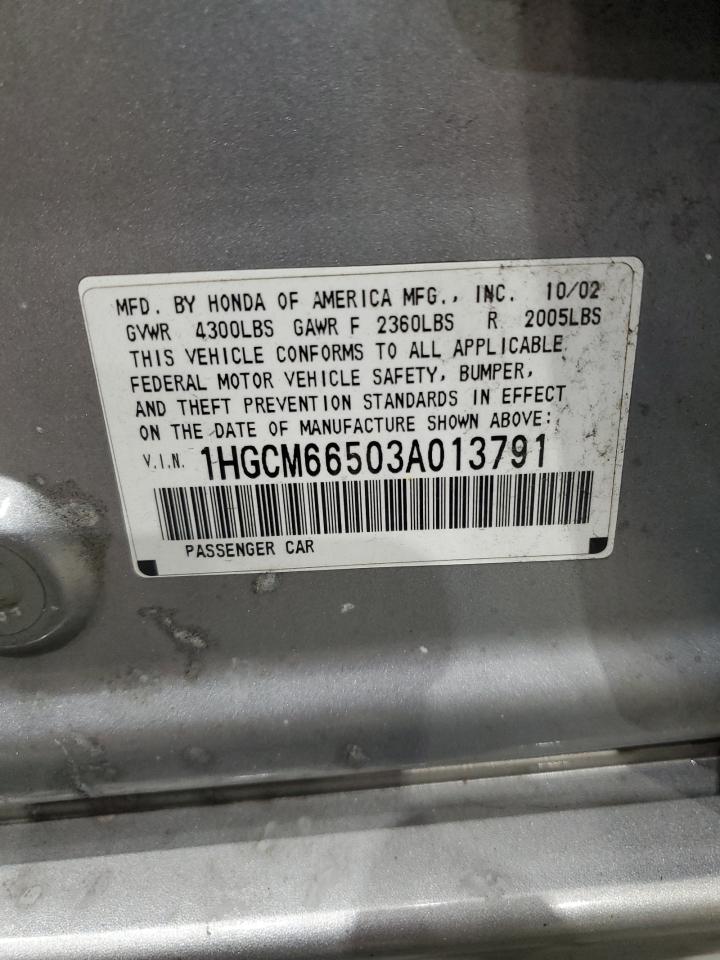 MFD. BY HONDA OF AMERICA MFG., INC. 10/02
GVWR 4300LBS GAWR F 2360LBS R 2005LBS
THIS VEHICLE CONFORMS TO ALL APPLICABLE
FEDERAL MOTOR VEHICLE SAFETY, BUMPER,
AND THEFT PREVENTION STANDARDS IN EFFECT
ON THE DATE OF MANUFACTURE SHOWN ABOVE;
V.I.N. 1HGCM66503A013791
PASSENGER CAR